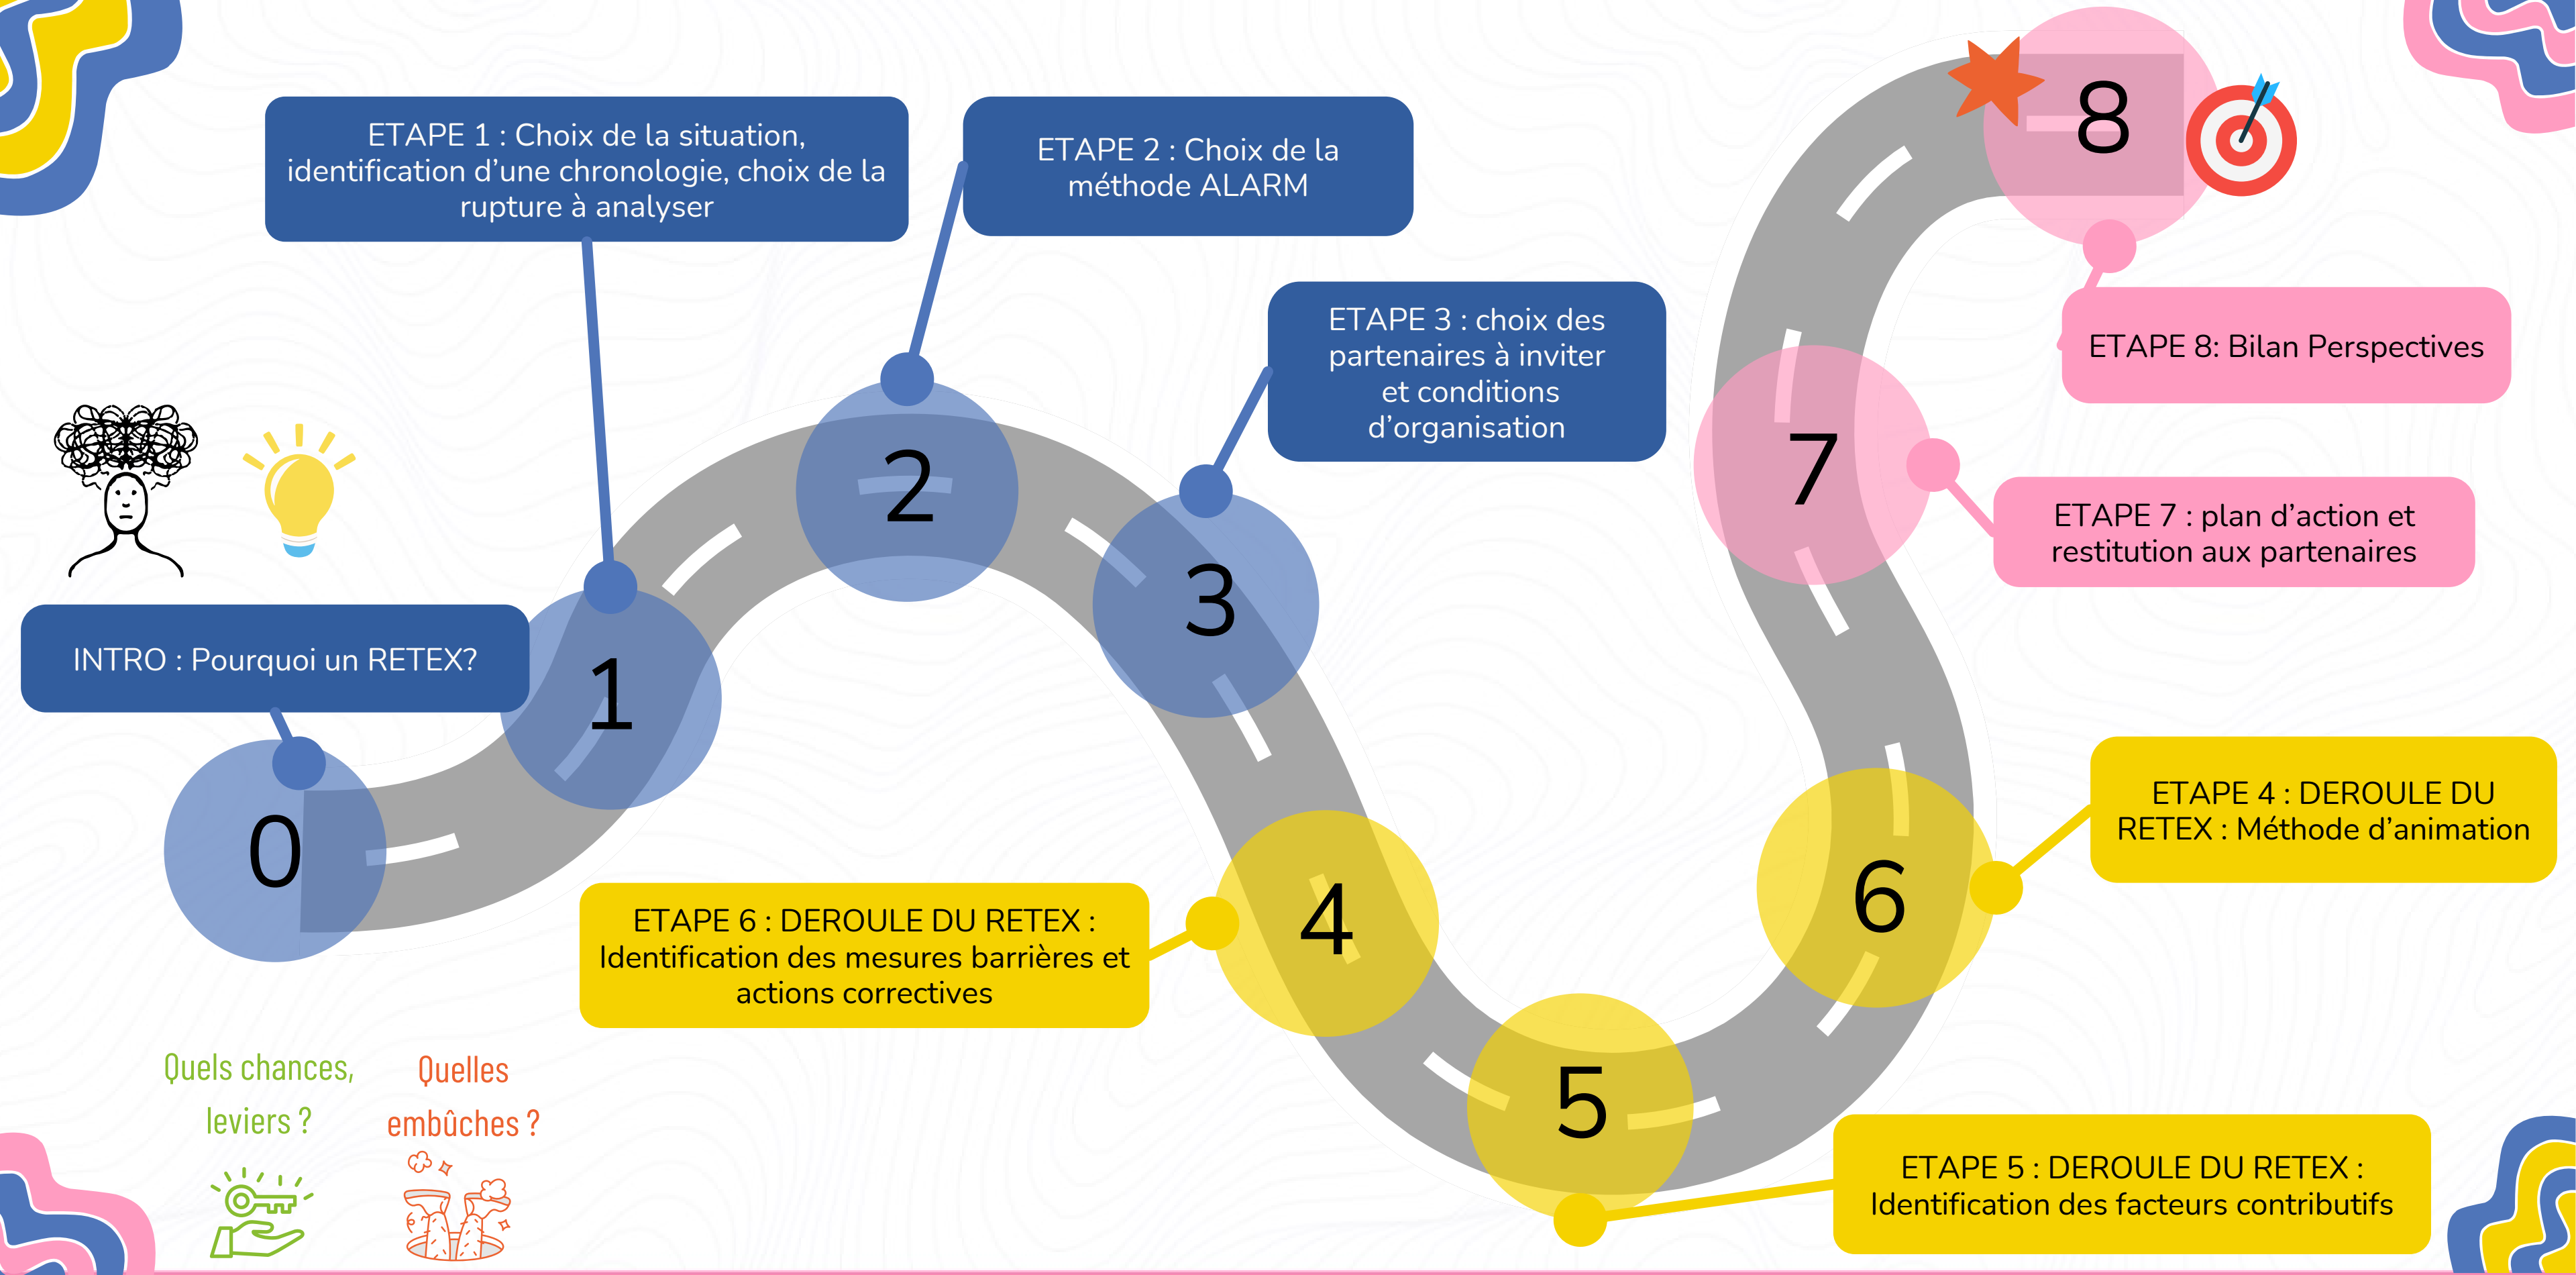 ETAPE 1 : Choix de la situation,
identification d’une chronologie, choix de la
rupture à analyser
ETAPE 2 : Choix de la
méthode ALARM
ETAPE 3 : choix des
partenaires à inviter
et conditions
d’organisation
8
ETAPE 8: Bilan Perspectives
7
ETAPE 7 : plan d’action et
restitution aux partenaires
2
3
INTRO : Pourquoi un RETEX?
1
0
ETAPE 6 : DEROULE DU RETEX :
Identification des mesures barrières et
actions correctives
4
6
ETAPE 4 : DEROULE DU
RETEX : Méthode d’animation
5
ETAPE 5 : DEROULE DU RETEX :
Identification des facteurs contributifs
Quels chances,
leviers ?
Quelles
embûches ?